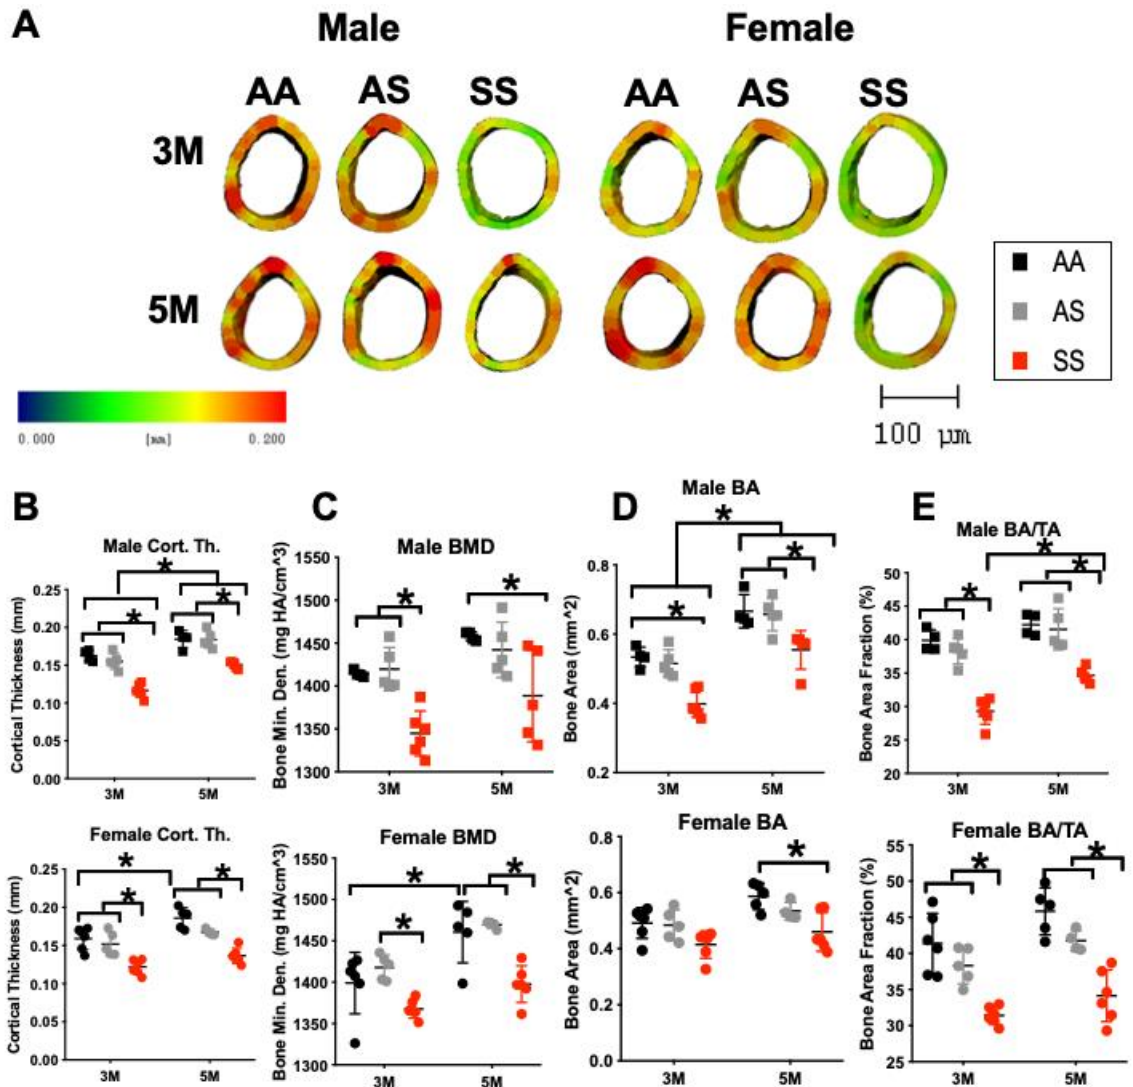 A
Male
Female
AA
AS
SS
AA
AS
SS
3M
5M
AA
AS
SS
0.000
[mm]
0.200
100 µm
B
Male Cort. Th.
Cortical Thickness (mm)
0.25
0.20
0.15
0.10
0.05
0.00
*
*
*
3M
5M
C
Male BMD
Bone Min. Den. (mg HA/cm^3)
1550
1500
1450
1400
1350
1300
*
*
3M
5M
D
Male BA
Bone Area (mm^2)
0.8
0.6
0.4
0.2
*
*
*
3M
5M
E
Male BA/TA
Bone Area Fraction (%)
50
45
40
35
30
25
20
*
*
*
3M
5M
Female Cort. Th.
Cortical Thickness (mm)
0.25
0.20
0.15
0.10
0.05
0.00
*
*
*
3M
5M
Female BMD
Bone Min. Den. (mg HA/cm^3)
1550
1500
1450
1400
1350
1300
*
*
*
3M
5M
Female BA
Bone Area (mm^2)
0.8
0.6
0.4
0.2
0.0
*
3M
5M
Female BA/TA
Bone Area Fraction (%)
55
50
45
40
35
30
25
*
*
3M
5M